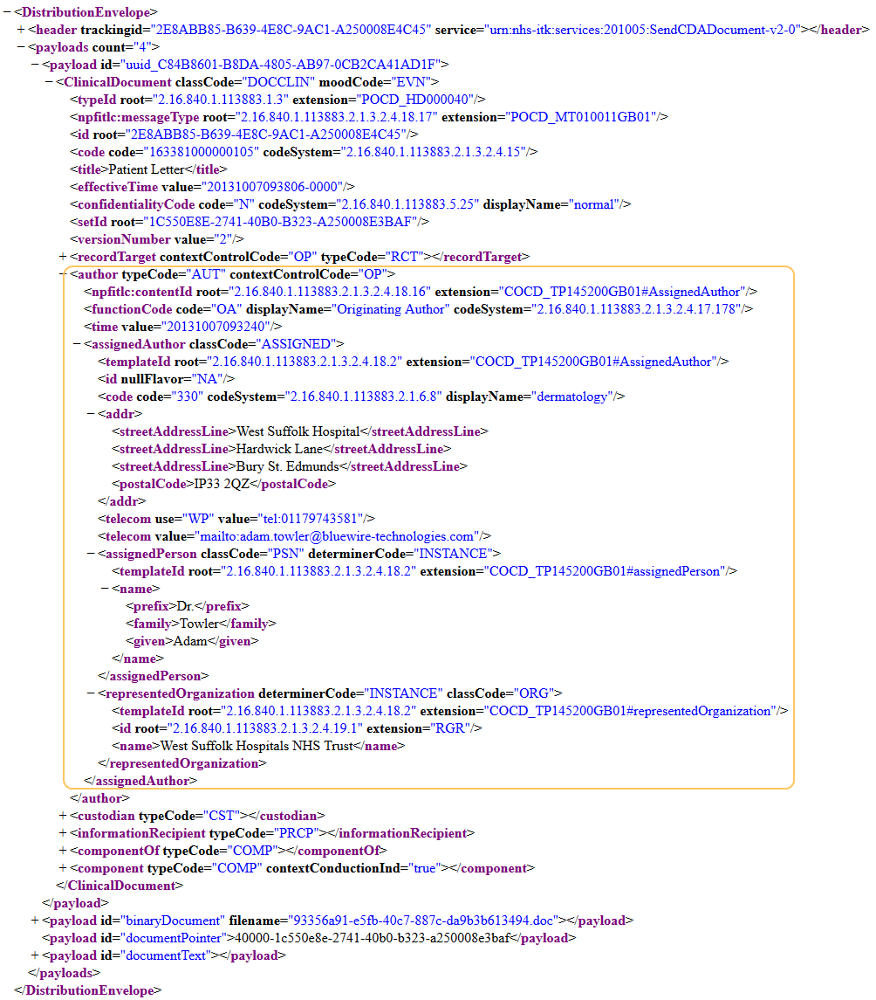 − <DistributionEnvelope>
+ <header trackingid="2E8ABB85-B639-4E8C-9AC1-A250008E4C45" service="urn:nhs-itk:services:201005:SendCDADocument-v2-0"></header>
− <payloads count="4">
− <payload id="uuid_C84B8601-B8DA-4805-AB97-0CB2CA41AD1F">
− <ClinicalDocument classCode="DOCCLIN" moodCode="EVN">
<typeId root="2.16.840.1.113883.1.3" extension="POCD_HD000040"/>
<npfitlc:messageType root="2.16.840.1.113883.2.1.3.2.4.18.17" extension="POCD_MT010011GB01"/>
<id root="2E8ABB85-B639-4E8C-9AC1-A250008E4C45"/>
<code code="163381000000105" codeSystem="2.16.840.1.113883.2.1.3.2.4.15"/>
<title>Patient Letter</title>
<effectiveTime value="20131007093806-0000"/>
<confidentialityCode code="N" codeSystem="2.16.840.1.113883.5.25" displayName="normal"/>
<setId root="1C550E8E-2741-40B0-B323-A250008E3BAF"/>
<versionNumber value="2"/>
+ <recordTarget contextControlCode="OP" typeCode="RCT"></recordTarget>
− <author typeCode="AUT" contextControlCode="OP">
<npfitlc:contentId root="2.16.840.1.113883.2.1.3.2.4.18.16" extension="COCD_TP145200GB01#AssignedAuthor"/>
<functionCode code="OA" displayName="Originating Author" codeSystem="2.16.840.1.113883.2.1.3.2.4.17.178"/>
<time value="20131007093240"/>
− <assignedAuthor classCode="ASSIGNED">
<templateId root="2.16.840.1.113883.2.1.3.2.4.18.2" extension="COCD_TP145200GB01#AssignedAuthor"/>
<id nullFlavor="NA"/>
<code code="330" codeSystem="2.16.840.1.113883.2.1.6.8" displayName="dermatology"/>
− <addr>
<streetAddressLine>West Suffolk Hospital</streetAddressLine>
<streetAddressLine>Hardwick Lane</streetAddressLine>
<streetAddressLine>Bury St. Edmunds</streetAddressLine>
<postalCode>IP33 2QZ</postalCode>
</addr>
<telecom use="WP" value="tel:01179743581"/>
<telecom value="mailto:adam.towler@bluewire-technologies.com"/>
− <assignedPerson classCode="PSN" determinerCode="INSTANCE">
<templateId root="2.16.840.1.113883.2.1.3.2.4.18.2" extension="COCD_TP145200GB01#assignedPerson"/>
− <name>
<prefix>Dr.</prefix>
<family>Towler</family>
<given>Adam</given>
</name>
</assignedPerson>
− <representedOrganization determinerCode="INSTANCE" classCode="ORG">
<templateId root="2.16.840.1.113883.2.1.3.2.4.18.2" extension="COCD_TP145200GB01#representedOrganization"/>
<id root="2.16.840.1.113883.2.1.3.2.4.19.1" extension="RGR"/>
<name>West Suffolk Hospitals NHS Trust</name>
</representedOrganization>
</assignedAuthor>
</author>
+ <custodian typeCode="CST"></custodian>
+ <informationRecipient typeCode="PRCP"></informationRecipient>
+ <componentOf typeCode="COMP"></componentOf>
+ <component typeCode="COMP" contextConductionInd="true"></component>
</ClinicalDocument>
</payload>
+ <payload id="binaryDocument" filename="93356a91-e5fb-40c7-887c-da9b3b613494.doc"></payload>
<payload id="documentPointer">40000-1c550e8e-2741-40b0-b323-a250008e3baf</payload>
+ <payload id="documentText"></payload>
</payloads>
</DistributionEnvelope>